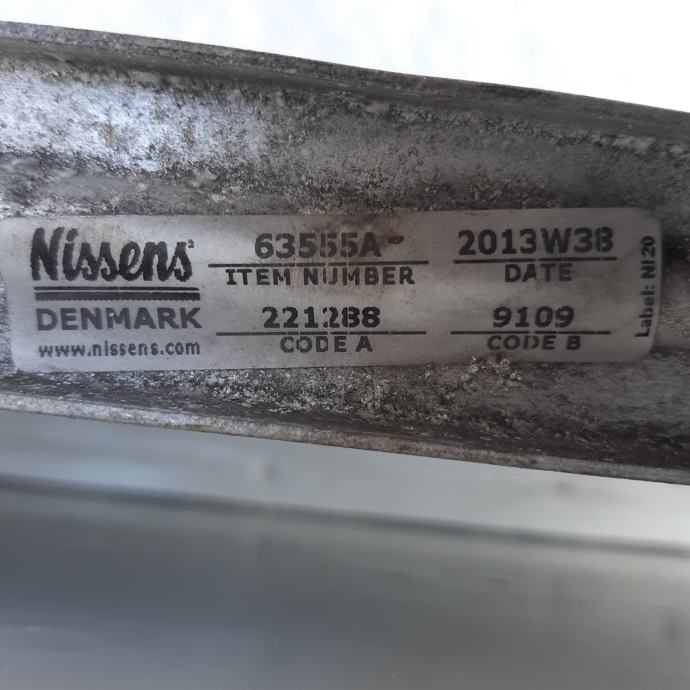 Nissens
DENMARK
www.nissens.com
63555A
ITEM NUMBER
221288
CODE A
2013W38
DATE
9109
CODE B
Label: NI20